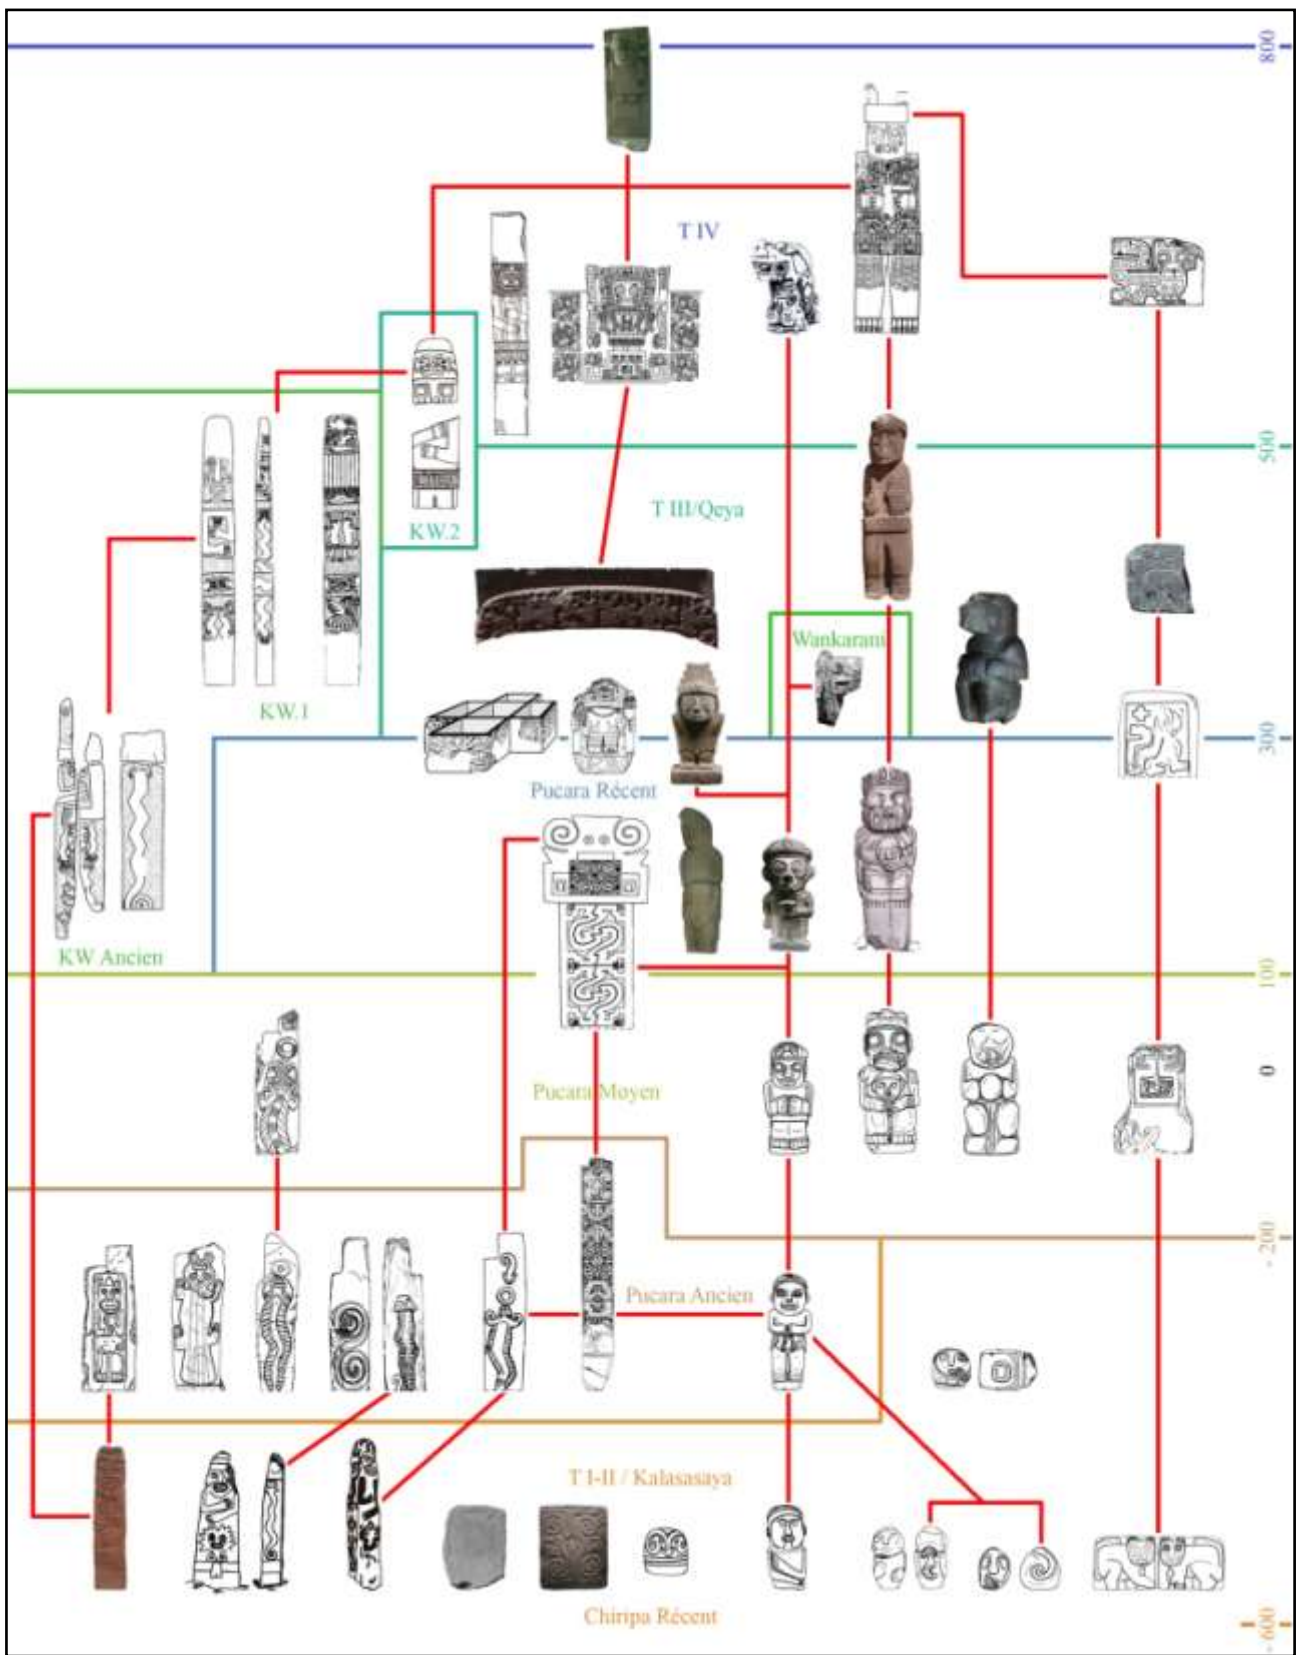 800
T IV
500
T III/Qeya
KW.2
Wankarani
KW.1
300
Pucara Récent
KW Ancien
100
0
Pucara Moyen
- 200
Pucara Ancien
T I-II / Kalasasaya
Chiripa Récent
- 600